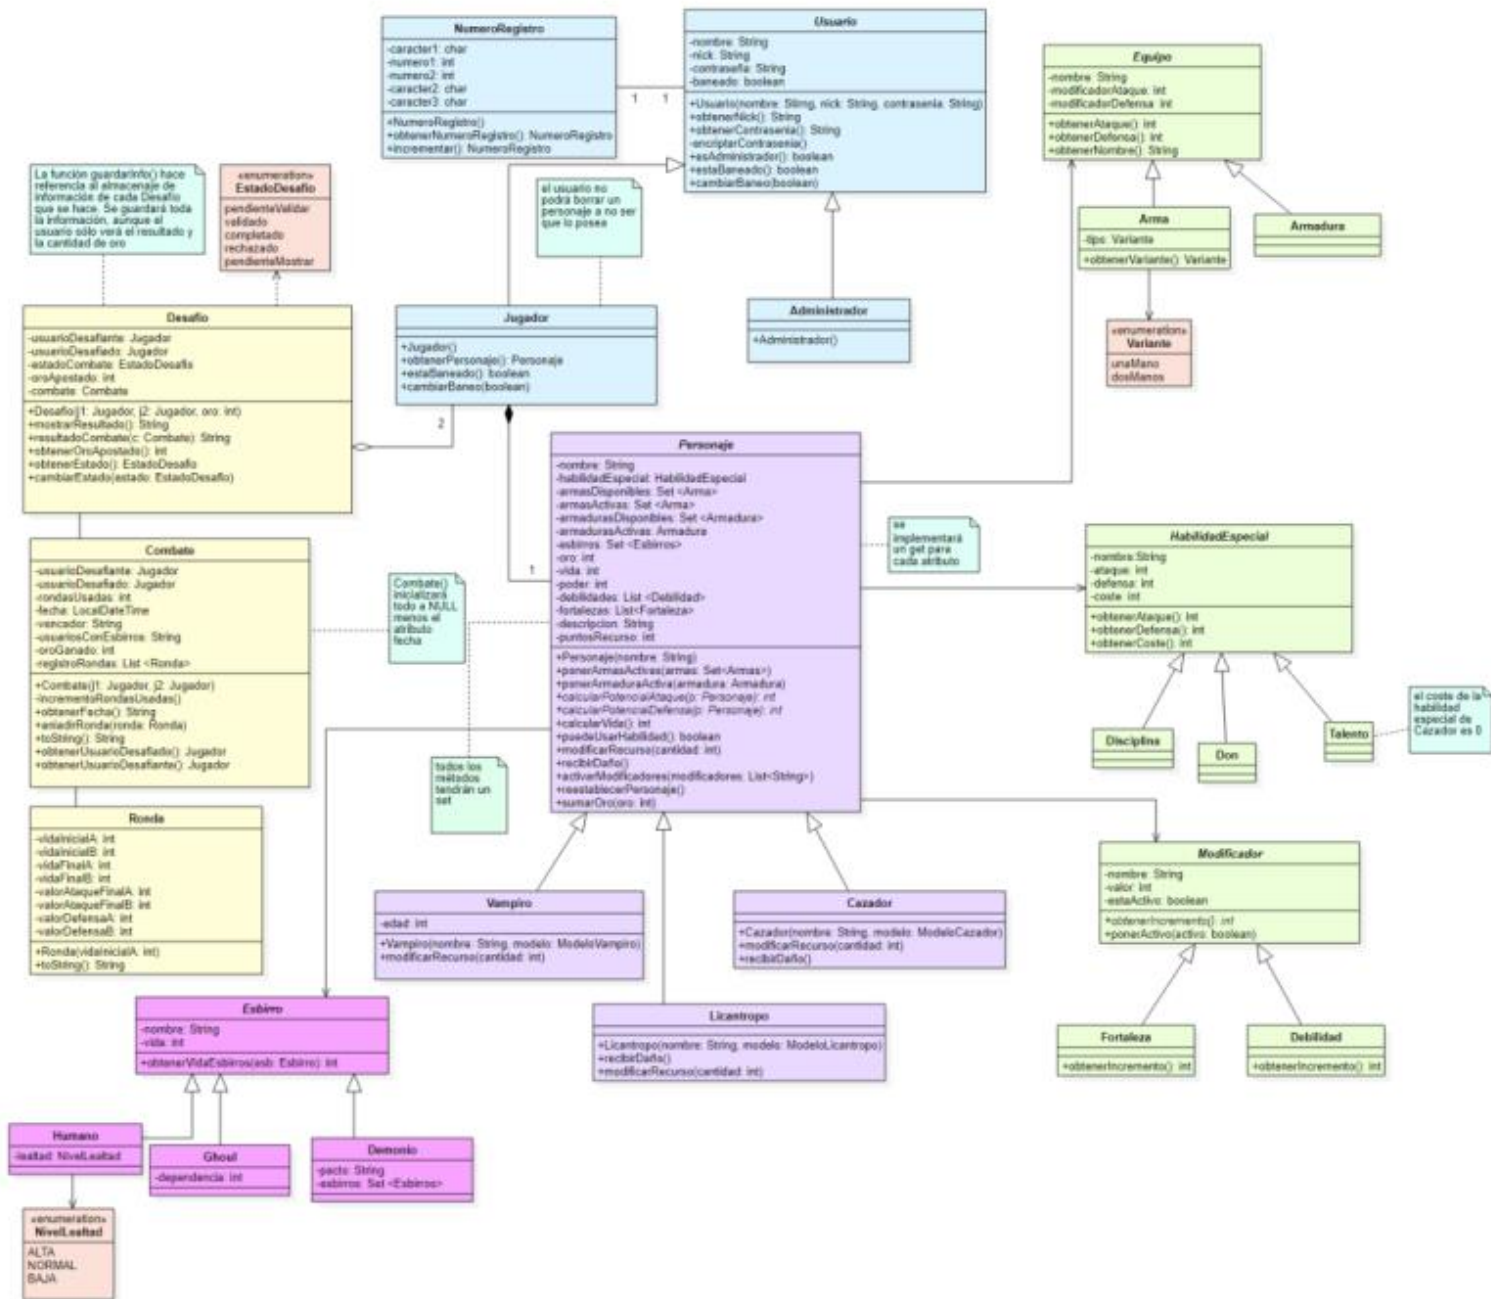 NumeroRegistro
-caracter1: char
-numero1: int
-numero2: int
-caracter2: char
-caracter3: char
+NumeroRegistro()
+obtenerNumeroRegistro(): NumeroRegistro
+incrementar(): NumeroRegistro
1
1
Usuario
-nombre: String
-nick: String
-contraseña: String
-baneado: boolean
+Usuario(nombre: String, nick: String, contrasenia: String)
+obtenerNick(): String
+obtenerContrasenia(): String
-encriptarContrasenia()
+esAdministrador(): boolean
+estaBaneado(): boolean
+cambiarBaneo(boolean)
Equipo
-nombre: String
-modificadorAtaque: int
-modificadorDefensa: int
+obtenerAtaque(): int
+obtenerDefensa(): int
+obtenerNombre(): String
La función guardarInfo() hace
referencia al almacenaje de
información de cada Desafio
que se hace. Se guardará toda
la información, aunque el
usuario sólo verá el resultado y
la cantidad de oro
«enumeration»
EstadoDesafio
pendienteValidar
validado
completado
rechazado
pendienteMostrar
el usuario no
podrá borrar un
personaje a no ser
que lo posea
Arma
-tipo: Variante
+obtenerVariante(): Variante
Armadura
Desafio
-usuarioDesafiante: Jugador
-usuarioDesafiado: Jugador
-estadoCombate: EstadoDesafio
-oroApostado: int
-combate: Combate
+Desafio(j1: Jugador, j2: Jugador, oro: int)
+mostrarResultado(): String
+resultadoCombate(c: Combate): String
+obtenerOroApostado(): int
+obtenerEstado(): EstadoDesafio
+cambiarEstado(estado: EstadoDesafio)
Jugador
+Jugador()
+obtenerPersonaje(): Personaje
+estaBaneado(): boolean
+cambiarBaneo(boolean)
Administrador
+Administrador()
«enumeration»
Variante
unaMano
dosManos
2
1
Personaje
-nombre: String
-habilidadEspecial: HabilidadEspecial
-armasDisponibles: Set <Arma>
-armasActivas: Set <Arma>
-armadurasDisponibles: Set <Armadura>
-armadurasActivas: Armadura
-esbirros: Set <Esbirros>
-oro: int
-vida: int
-poder: int
-debilidades: List <Debilidad>
-fortalezas: List<Fortaleza>
-descripcion: String
-puntosRecurso: int
+Personaje(nombre: String)
+ponerArmasActivas(armas: Set<Armas>)
+ponerArmaduraActiva(armadura: Armadura)
+calcularPotencialAtaque(p: Personaje): int
+calcularPotencialDefensa(p: Personaje): int
+calcularVida(): int
+puedeUsarHabilidad(): boolean
+modificarRecurso(cantidad: int)
+recibirDaño()
+activarModificadores(modificadores: List<String>)
+reestablecerPersonaje()
+sumarOro(oro: int)
se
implementará
un get para
cada atributo
HabilidadEspecial
-nombre:String
-ataque: int
-defensa: int
-coste: int
+obtenerAtaque(): int
+obtenerDefensa(): int
+obtenerCoste(): int
Combate
-usuarioDesafiante: Jugador
-usuarioDesafiado: Jugador
-rondasUsadas: int
-fecha: LocalDateTime
-vencedor: String
-usuariosConEsbirros: String
-oroGanado: int
-registroRondas: List <Ronda>
+Combate(j1: Jugador, j2: Jugador)
-incrementoRondasUsadas()
+obtenerFecha(): String
+aniadirRonda(ronda: Ronda)
+toString(): String
+obtenerUsuarioDesafiado(): Jugador
+obtenerUsuarioDesafiante(): Jugador
Combate()
inicializará
todo a NULL
menos el
atributo
fecha
todos los
métodos
tendrán un
set
Disciplina
Don
Talento
el coste de la
habilidad
especial de
Cazador es 0
Ronda
-vidaInicialA: int
-vidaInicialB: int
-vidaFinalA: int
-vidaFinalB: int
-valorAtaqueFinalA: int
-valorAtaqueFinalB: int
-valorDefensaA: int
-valorDefensaB: int
+Ronda(vidainicialA: int)
+toString(): String
Modificador
-nombre: String
-valor: int
-estaActivo: boolean
+obtenerIncremento(): int
+ponerActivo(activo: boolean)
Vampiro
-edad: int
+Vampiro(nombre: String, modelo: ModeloVampiro)
+modificarRecurso(cantidad: int)
Cazador
+Cazador(nombre: String, modelo: ModeloCazador)
+modificarRecurso(cantidad: int)
+recibirDaño()
Licantropo
+Licantropo(nombre: String, modelo: ModeloLicantropo)
+recibirDaño()
+modificarRecurso(cantidad: int)
Fortaleza
+obtenerIncremento(): int
Debilidad
+obtenerIncremento(): int
Esbirro
-nombre: String
-vida: int
+obtenerVidaEsbirros(esb: Esbirro): int
Humano
-lealtad: NivelLealtad
Ghoul
-dependencia: int
Demonio
-pacto: String
-esbirros: Set <Esbirros>
«enumeration»
NivelLealtad
ALTA
NORMAL
BAJA